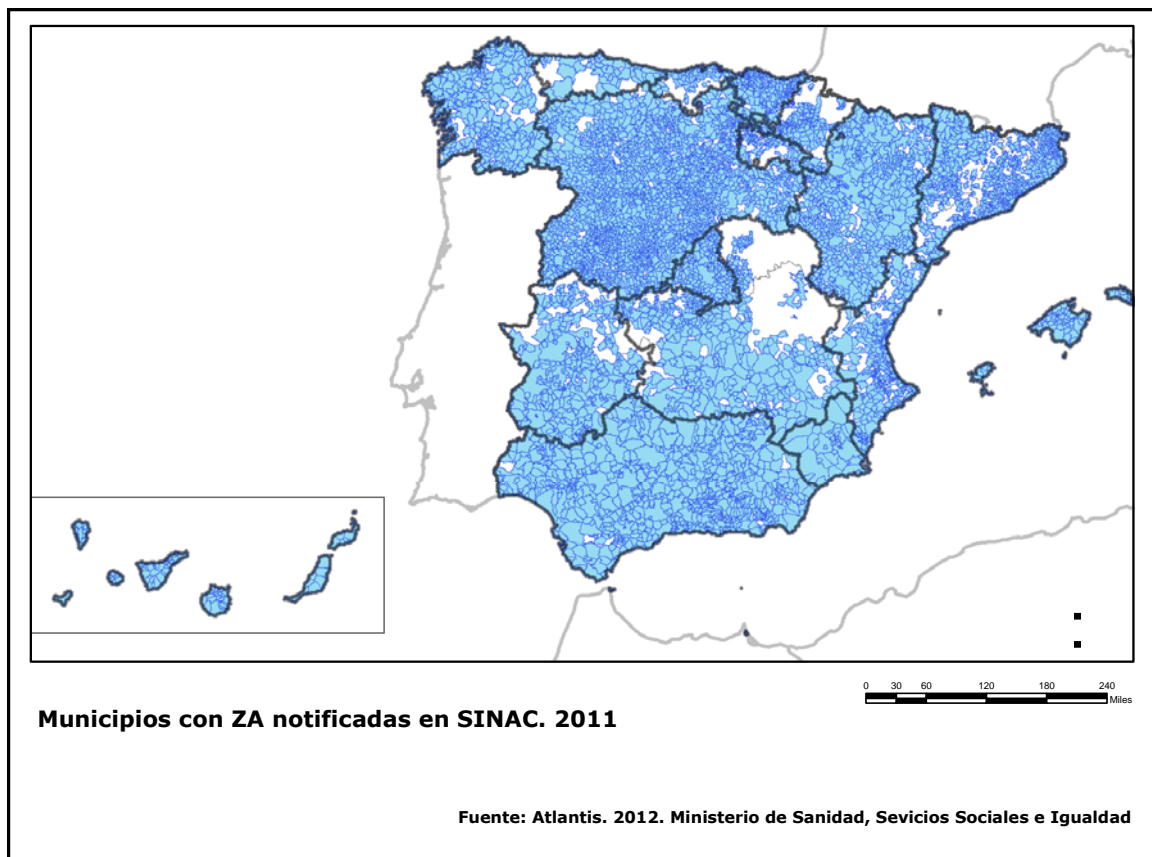 0 30 60 120 180 240
Miles
Municipios con ZA notificadas en SINAC. 2011
Fuente: Atlantis. 2012. Ministerio de Sanidad, Sevicios Sociales e Igualdad